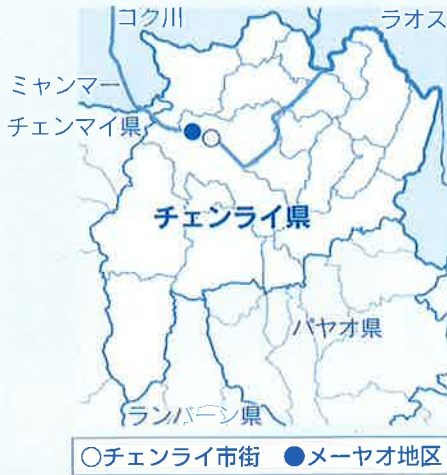 コク川
ラオス
ミャンマー
チェンマイ県
チェンライ県
パヤオ県
ランパーン県
○チェンライ市街 ●メーヤオ地区